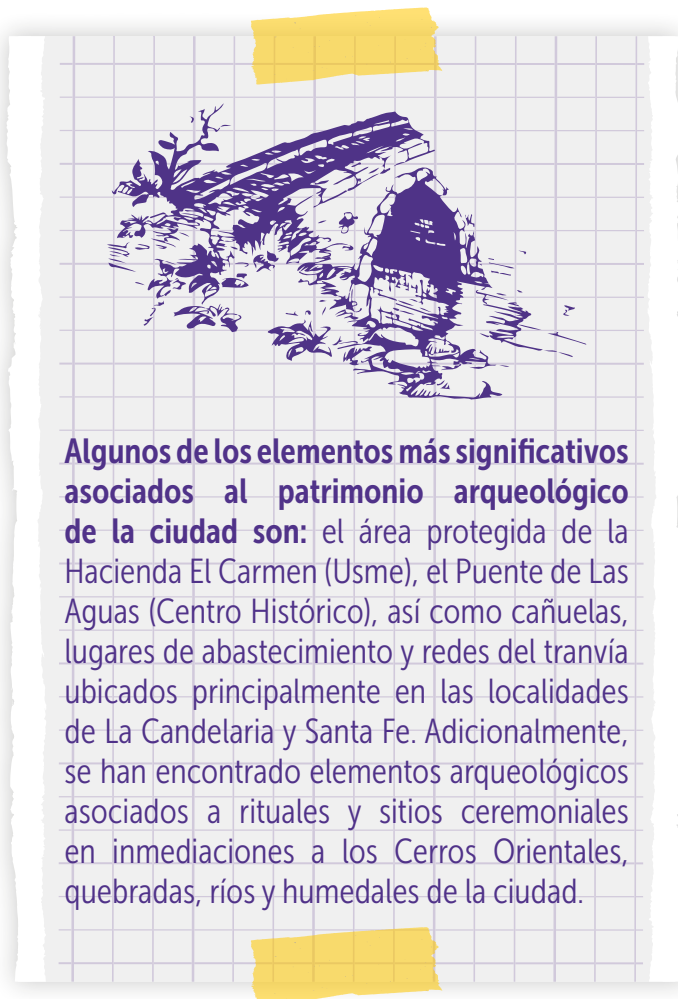 Algunos de los elementos más significativos
asociados al patrimonio arqueológico
de la ciudad son: el área protegida de la
Hacienda El Carmen (Usme), el Puente de Las
Aguas (Centro Histórico), así como cañuelas,
lugares de abastecimiento y redes del tranvía
ubicados principalmente en las localidades
de La Candelaria y Santa Fe. Adicionalmente,
se han encontrado elementos arqueológicos
asociados a rituales y sitios ceremoniales
en inmediaciones a los Cerros Orientales,
quebradas, ríos y humedales de la ciudad.